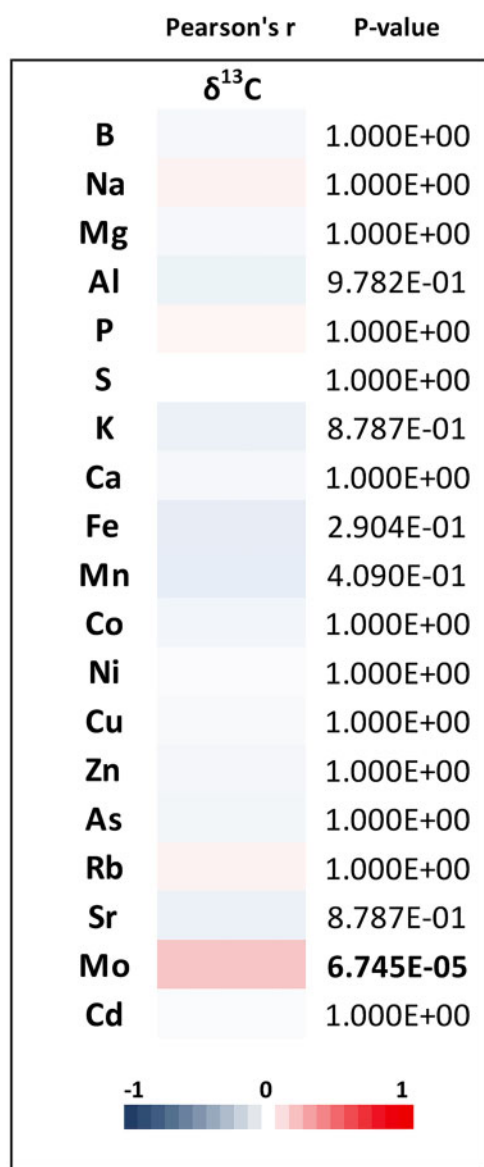 Pearson's r P-value
δ¹³C
B 1.000E+00
Na 1.000E+00
Mg 1.000E+00
Al 9.782E-01
P 1.000E+00
S 1.000E+00
K 8.787E-01
Ca 1.000E+00
Fe 2.904E-01
Mn 4.090E-01
Co 1.000E+00
Ni 1.000E+00
Cu 1.000E+00
Zn 1.000E+00
As 1.000E+00
Rb 1.000E+00
Sr 8.787E-01
Mo 6.745E-05
Cd 1.000E+00
-1 0 1